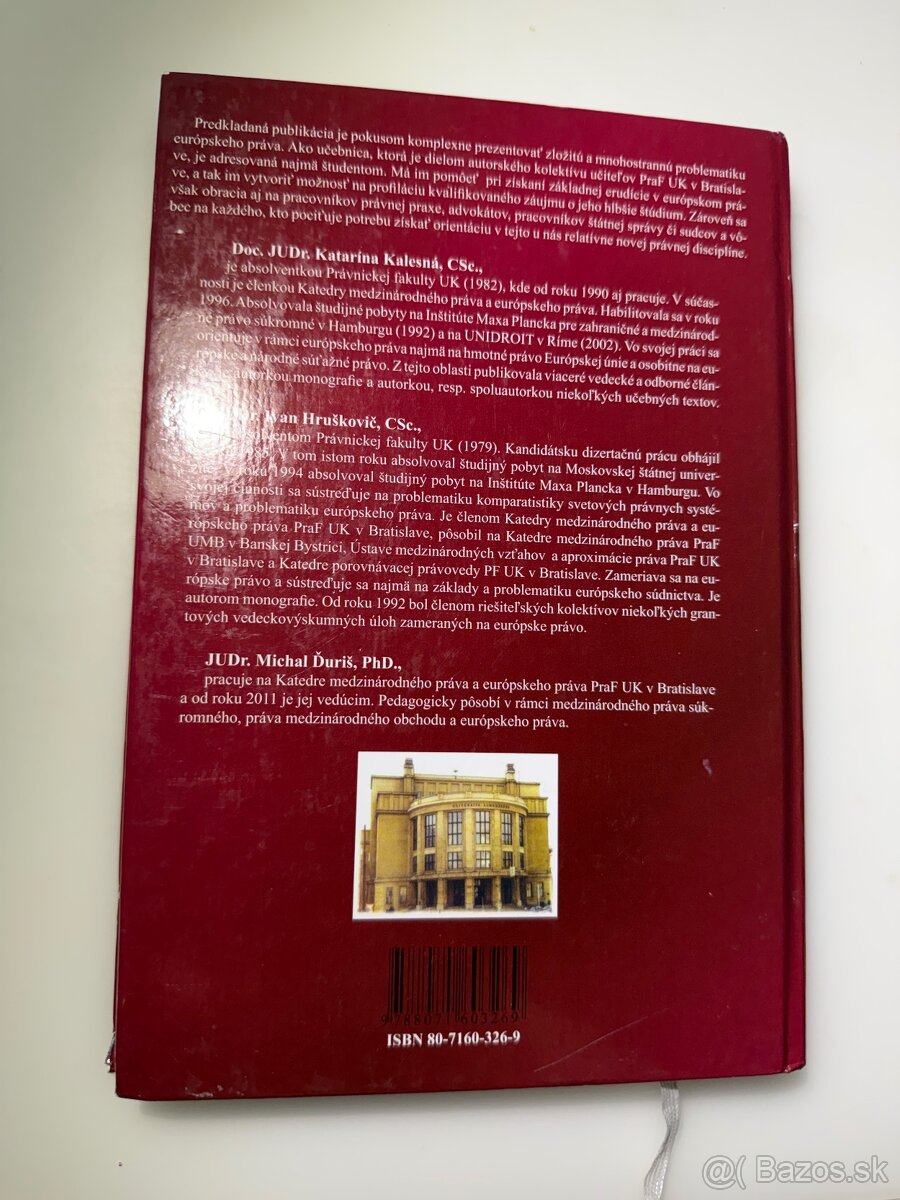 Predkladaná publikácia je pokusom komplexne prezentovať zložitú a mnohostrannú problematiku
európskeho práva. Ako učebnica, ktorá je dielom autorského kolektívu učiteľov PraF UK v Bratisla-
ve, je adresovaná najmä študentom. Má im pomôcť pri získaní základnej erudície v európskom prá-
ve, a tak im vytvoriť možnosť na profiláciu kvalifikovaného záujmu o jeho hlbšie štúdium. Zároveň sa
však obracia aj na pracovníkov právnej praxe, advokátov, pracovníkov štátnej správy či sudcov a vô-
bec na každého, kto pociťuje potrebu získať orientáciu v tejto u nás relatívne novej právnej disciplíne.
Doc. JUDr. Katarína Kalesná, CSc.,
je absolventkou Právnickej fakulty UK (1982), kde od roku 1990 aj pracuje. V súčas-
nosti je členkou Katedry medzinárodného práva a európskeho práva. Habilitovala sa v roku
1996. Absolvovala študijné pobyty na Inštitúte Maxa Plancka pre zahraničné a medzinárod-
né právo súkromné v Hamburgu (1992) a na UNIDROIT v Ríme (2002). Vo svojej práci sa
orientuje v rámci európskeho práva najmä na hmotné právo Európskej únie a osobitne na eu-
rópske a národné súťažné právo. Z tejto oblasti publikovala viaceré vedecké a odborné člán-
autorkou monografie a autorkou, resp. spoluautorkou niekoľkých učebných textov.
Ivan Hruškovič, CSc.,
Právnickej fakulty UK (1979). Kandidátsku dizertačnú prácu obhájil
V tom istom roku absolvoval študijný pobyt na Moskovskej štátnej univer-
V roku 1994 absolvoval študijný pobyt na Inštitúte Maxa Plancka v Hamburgu. Vo
svojej činnosti sa sústreďuje na problematiku komparatistiky svetových právnych systé-
mov a problematiku európskeho práva. Je členom Katedry medzinárodného práva a eu-
rópskeho práva PraF UK v Bratislave, pôsobil na Katedre medzinárodného práva PraF
UMB v Banskej Bystrici, Ústave medzinárodných vzťahov a aproximácie práva PraF UK
v Bratislave a Katedre porovnávacej právovedy PF UK v Bratislave. Zameriava sa na eu-
rópske právo a sústreďuje sa najmä na základy a problematiku európskeho súdnictva. Je
autorom monografie. Od roku 1992 bol členom riešiteľských kolektívov niekoľkých gran-
tových vedeckovýskumných úloh zameraných na európske právo.
JUDr. Michal Ďuriš, PhD.,
pracuje na Katedre medzinárodného práva a európskeho práva PraF UK v Bratislave
a od roku 2011 je jej vedúcim. Pedagogicky pôsobí v rámci medzinárodného práva súk-
romného, práva medzinárodného obchodu a európskeho práva.
9 788071 603269
ISBN 80-7160-326-9
@( Bazos.sk